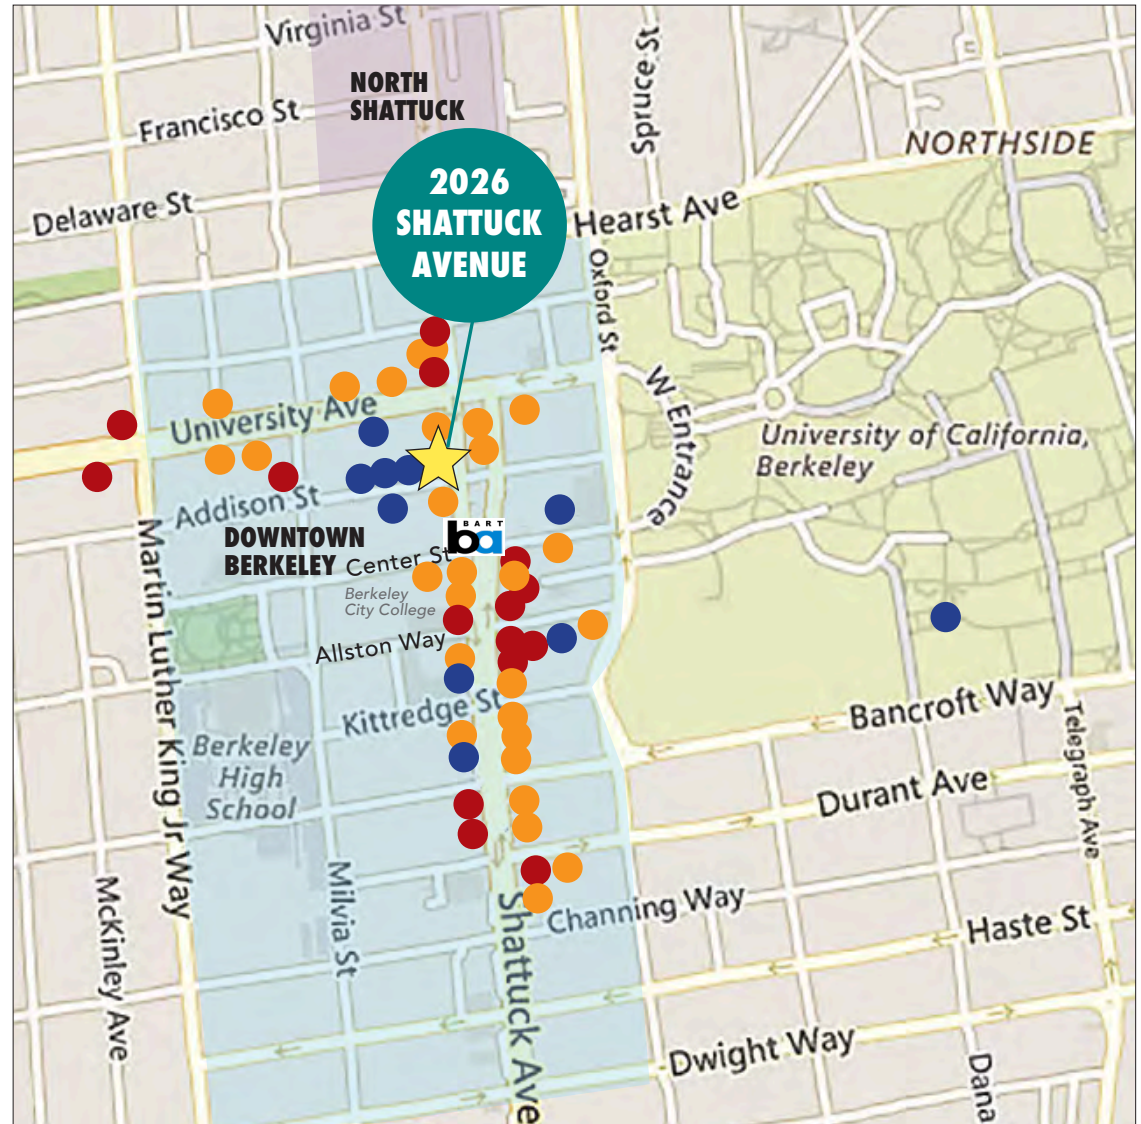 Virginia St
NORTH
SHATTUCK
Spruce St
Francisco St
NORTHSIDE
2026
SHATTUCK
AVENUE
Delaware St
Hearst Ave
Oxford St
W Entrance
University Ave
University of California,
Berkeley
Addison St
DOWNTOWN
BERKELEY
BART
ba
Center St
Berkeley
City College
Allston Way
Martin Luther King Jr Way
Kittredge St
Bancroft Way
Telegraph Ave
Berkeley
High
School
Durant Ave
Milvia St
McKinley Ave
Shattuck Ave
Channing Way
Haste St
Dwight Way
Dana